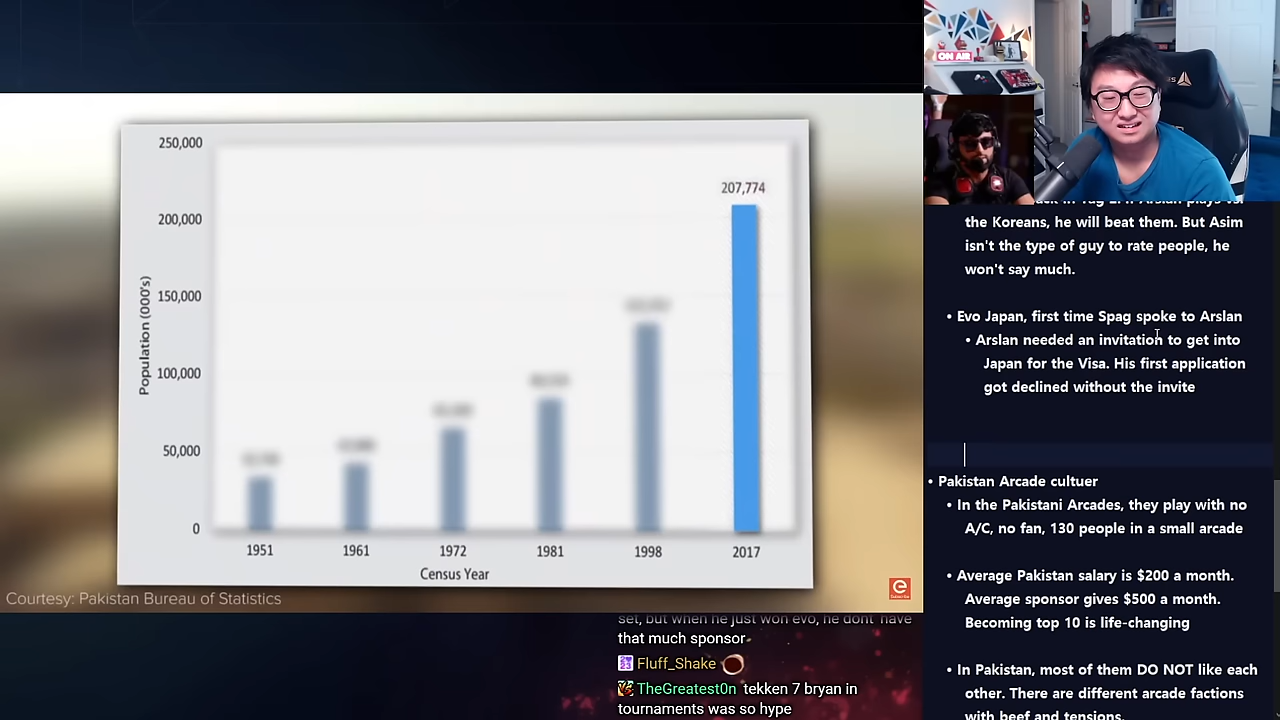 250,000
200,000
150,000
100,000
50,000
0
Population (000's)
207,774
1951
1961
1972
1981
1998
2017
Census Year
Courtesy: Pakistan Bureau of Statistics
ON AIR
the Koreans, he will beat them. But Asim
isn't the type of guy to rate people, he
won't say much.
• Evo Japan, first time Spag spoke to Arslan
• Arslan needed an invitation to get into
Japan for the Visa. His first application
got declined without the invite
• Pakistan Arcade cultuer
• In the Pakistani Arcades, they play with no
A/C, no fan, 130 people in a small arcade
• Average Pakistan salary is $200 a month.
Average sponsor gives $500 a month.
Becoming top 10 is life-changing
• In Pakistan, most of them DO NOT like each
other. There are different arcade factions
with beef and tensions.
set, but when he just won evo, he dont have
that much sponsor
Fluff_Shake
TheGreatest0n tekken 7 bryan in
tournaments was so hype